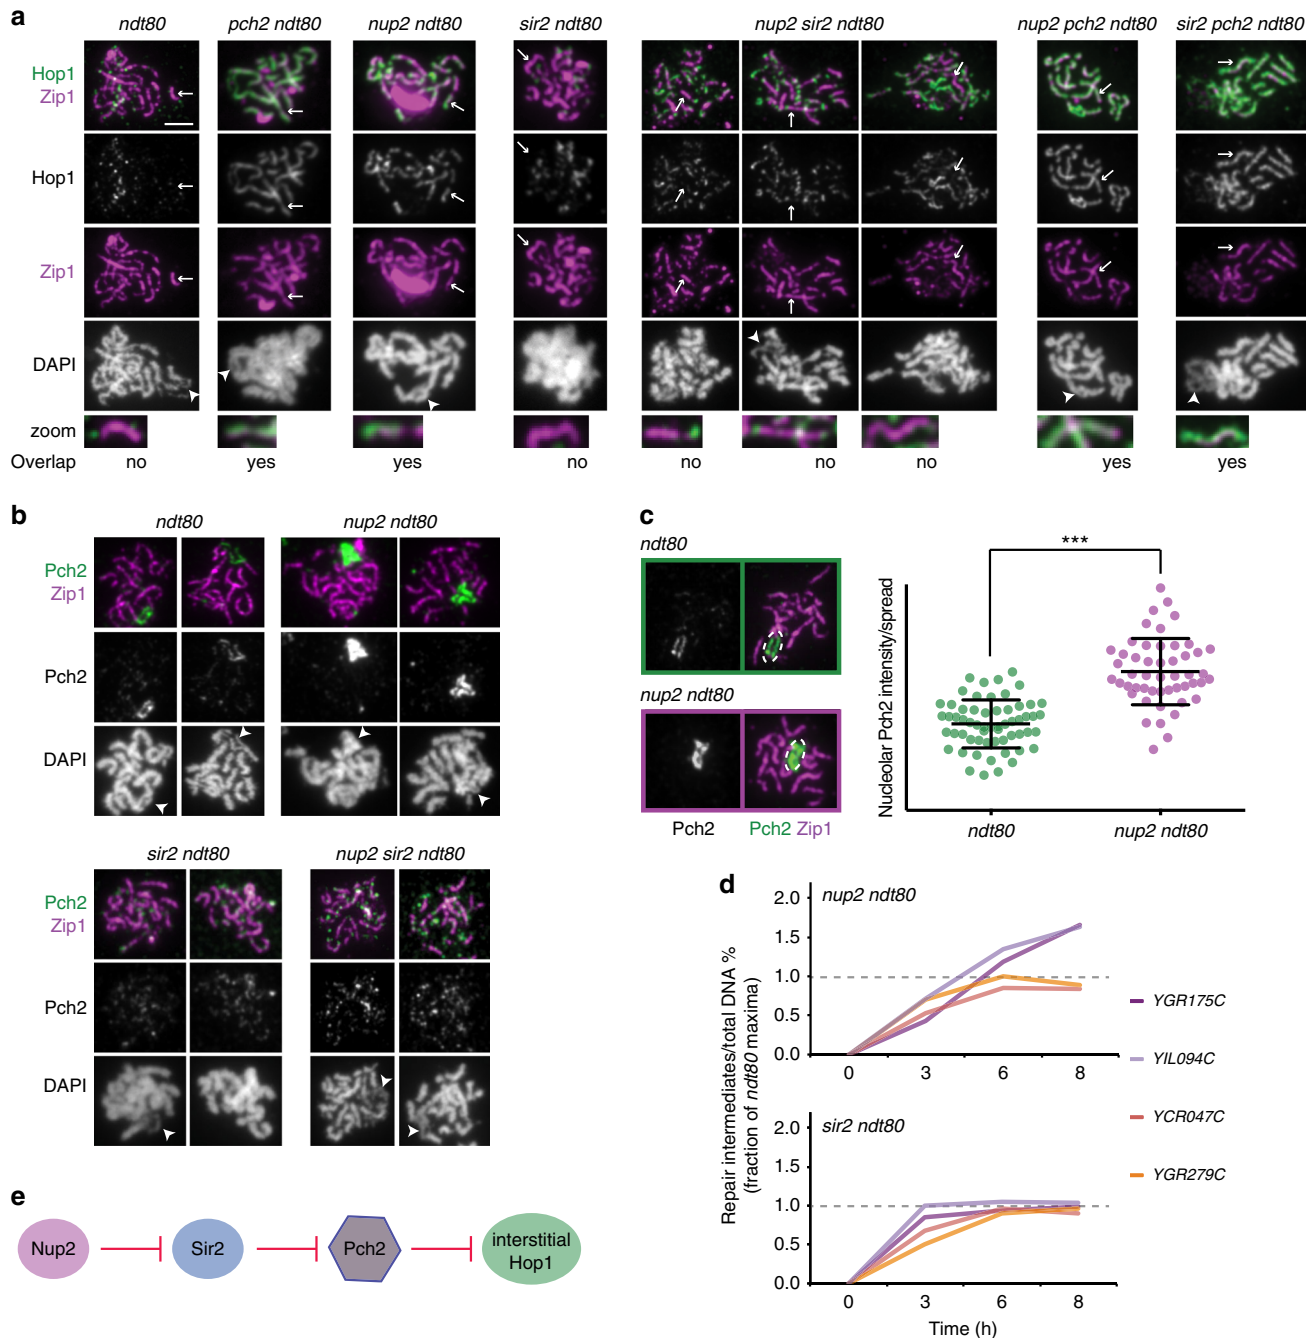 a
ndt80
pch2 ndt80
nup2 ndt80
sir2 ndt80
nup2 sir2 ndt80
nup2 pch2 ndt80
sir2 pch2 ndt80
Hop1
Zip1
Hop1
Zip1
DAPI
zoom
Overlap
no
yes
yes
no
no
no
no
yes
yes
b
ndt80
nup2 ndt80
Pch2
Zip1
Pch2
DAPI
sir2 ndt80
nup2 sir2 ndt80
Pch2
Zip1
Pch2
DAPI
c
ndt80
nup2 ndt80
Pch2
Pch2 Zip1
Nucleolar Pch2 intensity/spread
***
ndt80
nup2 ndt80
d
Repair intermediates/total DNA %
(fraction of ndt80 maxima)
nup2 ndt80
2.0
1.5
1.0
0.5
0.0
0
3
6
8
sir2 ndt80
2.0
1.5
1.0
0.5
0.0
0
3
6
8
Time (h)
YGR175C
YIL094C
YCR047C
YGR279C
e
Nup2
Sir2
Pch2
interstitial
Hop1